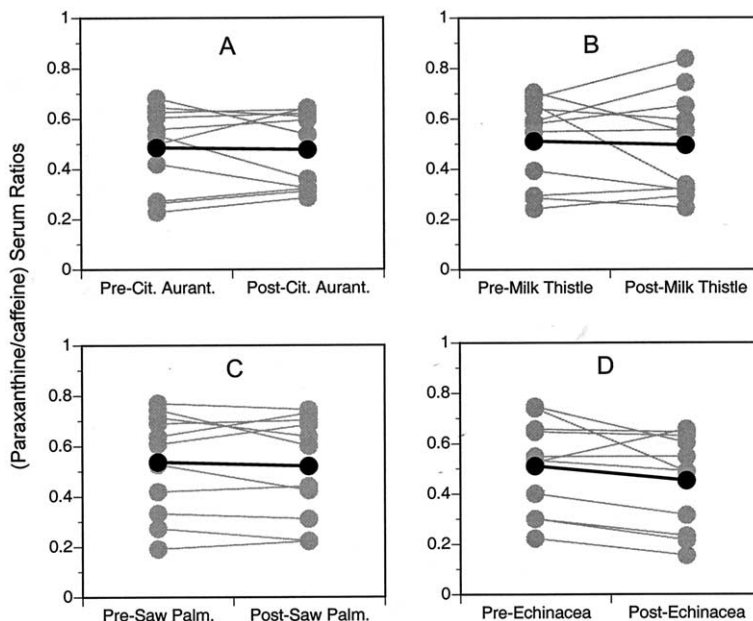 (Paraxanthine/caffeine) Serum Ratios
A
1
0.8
0.6
0.4
0.2
0
Pre-Cit. Aurant. Post-Cit. Aurant.
B
1
0.8
0.6
0.4
0.2
0
Pre-Milk Thistle Post-Milk Thistle
C
1
0.8
0.6
0.4
0.2
0
Pre-Saw Palm. Post-Saw Palm.
D
1
0.8
0.6
0.4
0.2
0
Pre-Echinacea Post-Echinacea